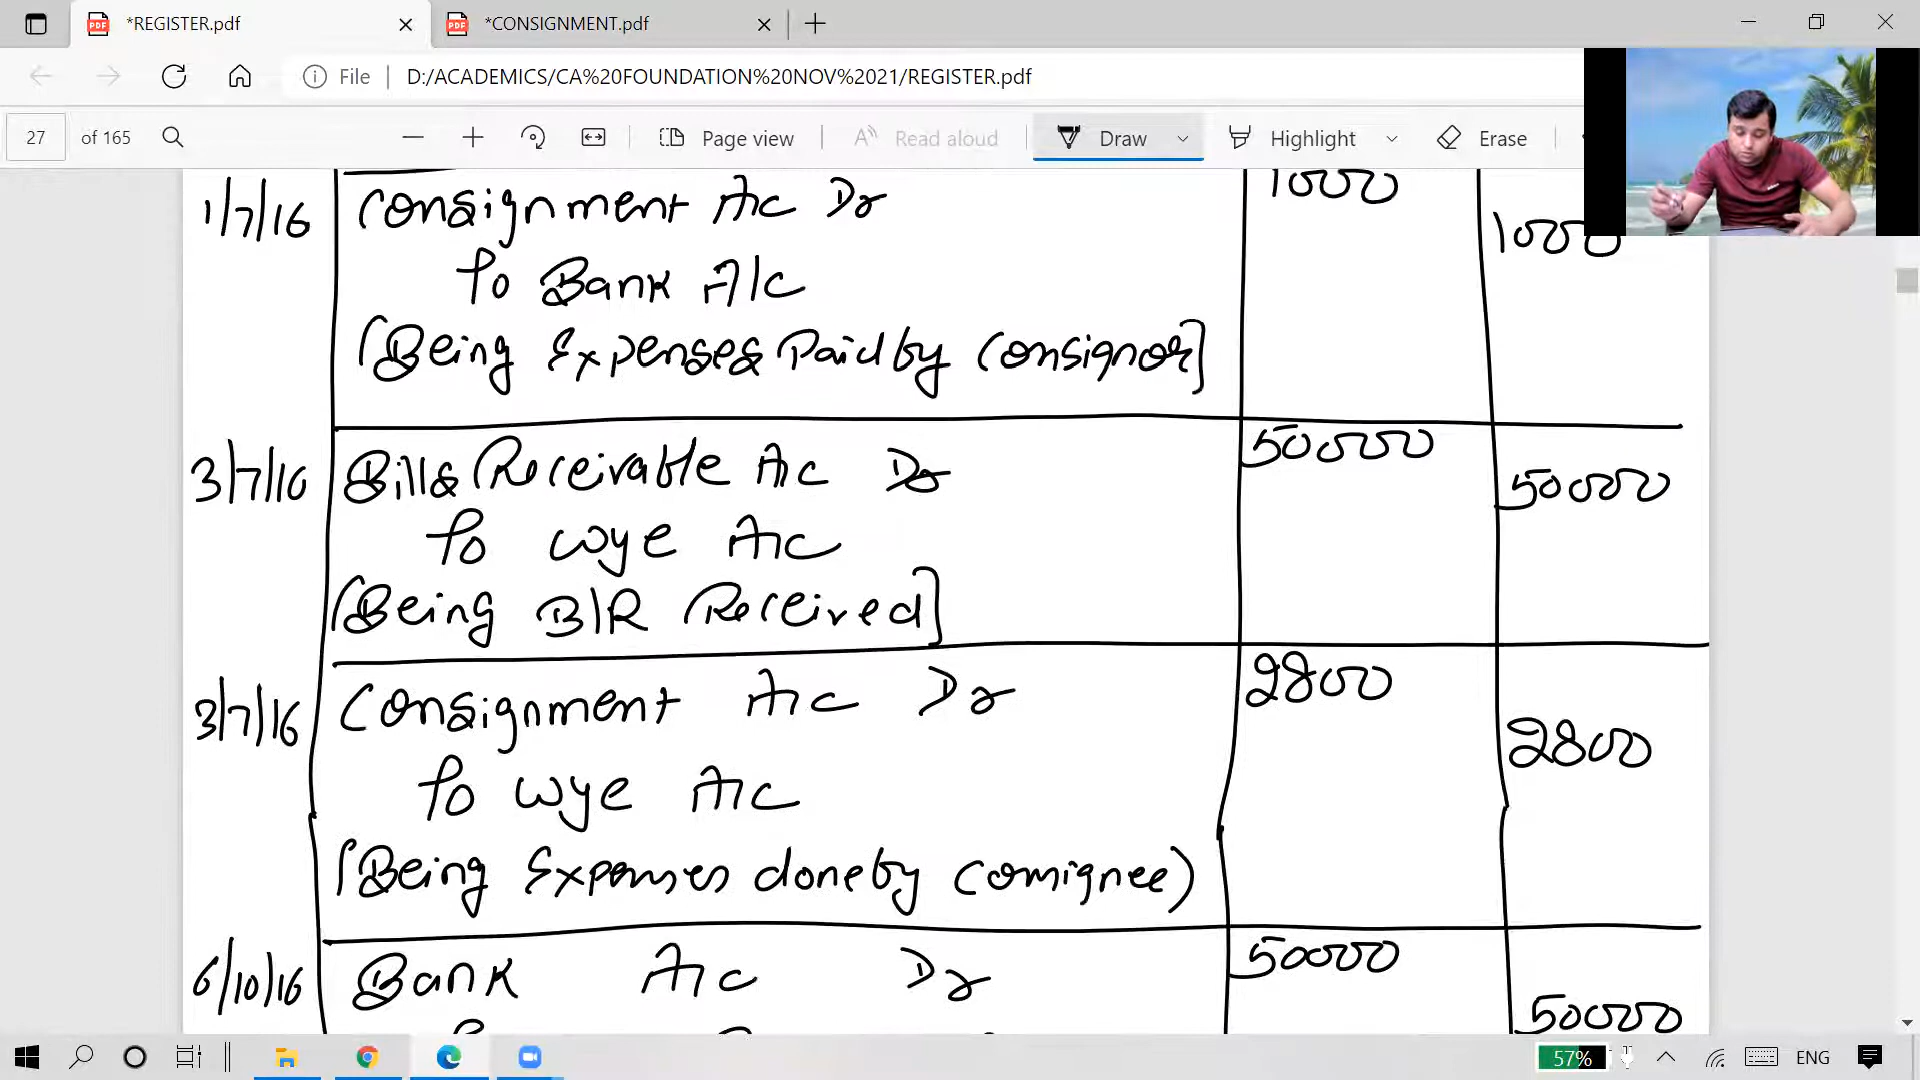 *REGISTER.pdf
*CONSIGNMENT.pdf
File D:/ACADEMICS/CA%20FOUNDATION%20NOV%2021/REGISTER.pdf
27 of 165 Page view Read aloud Draw Highlight Erase
1/7/16 Consignment A/c Dr 1000
1000
To Bank A/c
[Being Expenses Paid by Consignor]
3/7/16 Bills Receivable A/c Dr 50000
50000
To Wye A/c
[Being B/R Received]
3/7/16 Consignment A/c Dr 2800
2800
To Wye A/c
(Being Expenses done by Consignee)
6/10/16 Bank A/c Dr 50000
50000
57% ENG